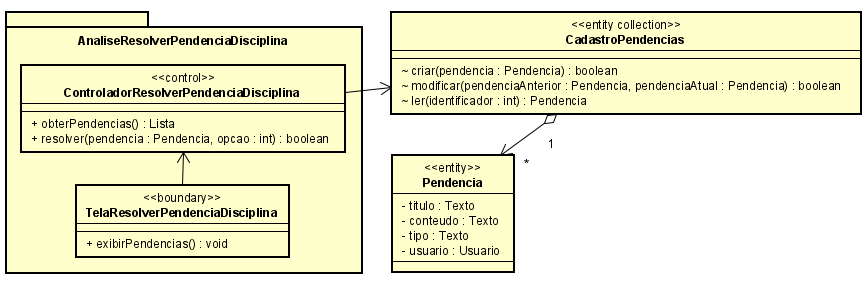 AnaliseResolverPendenciaDisciplina
<<control>>
ControladorResolverPendenciaDisciplina
+ obterPendencias() : Lista
+ resolver(pendencia : Pendencia, opcao : int) : boolean
<<boundary>>
TelaResolverPendenciaDisciplina
+ exibirPendencias() : void
<<entity collection>>
CadastroPendencias
~ criar(pendencia : Pendencia) : boolean
~ modificar(pendenciaAnterior : Pendencia, pendenciaAtual : Pendencia) : boolean
~ ler(identificador : int) : Pendencia
1
*
<<entity>>
Pendencia
- titulo : Texto
- conteudo : Texto
- tipo : Texto
- usuario : Usuario